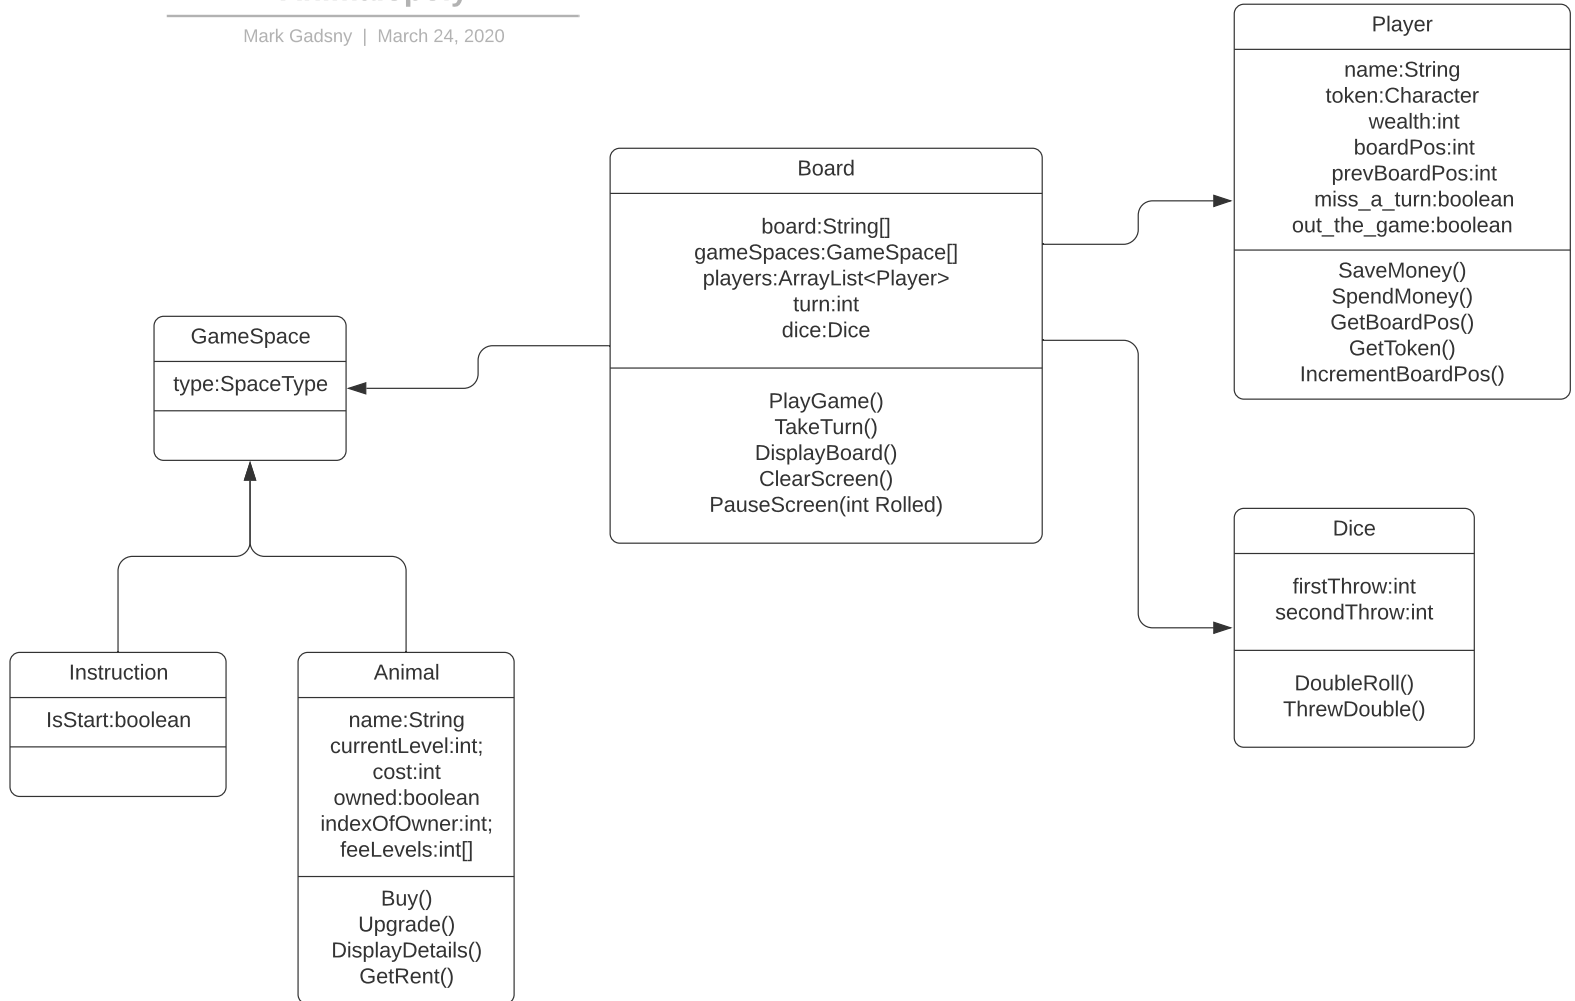 Mark Gadsny | March 24, 2020
Player
name:String
token:Character
wealth:int
boardPos:int
prevBoardPos:int
miss_a_turn:boolean
out_the_game:boolean
SaveMoney()
SpendMoney()
GetBoardPos()
GetToken()
IncrementBoardPos()
Board
board:String[]
gameSpaces:GameSpace[]
players:ArrayList<Player>
turn:int
dice:Dice
PlayGame()
TakeTurn()
DisplayBoard()
ClearScreen()
PauseScreen(int Rolled)
GameSpace
type:SpaceType
Dice
firstThrow:int
secondThrow:int
DoubleRoll()
ThrewDouble()
Instruction
IsStart:boolean
Animal
name:String
currentLevel:int;
cost:int
owned:boolean
indexOfOwner:int;
feeLevels:int[]
Buy()
Upgrade()
DisplayDetails()
GetRent()